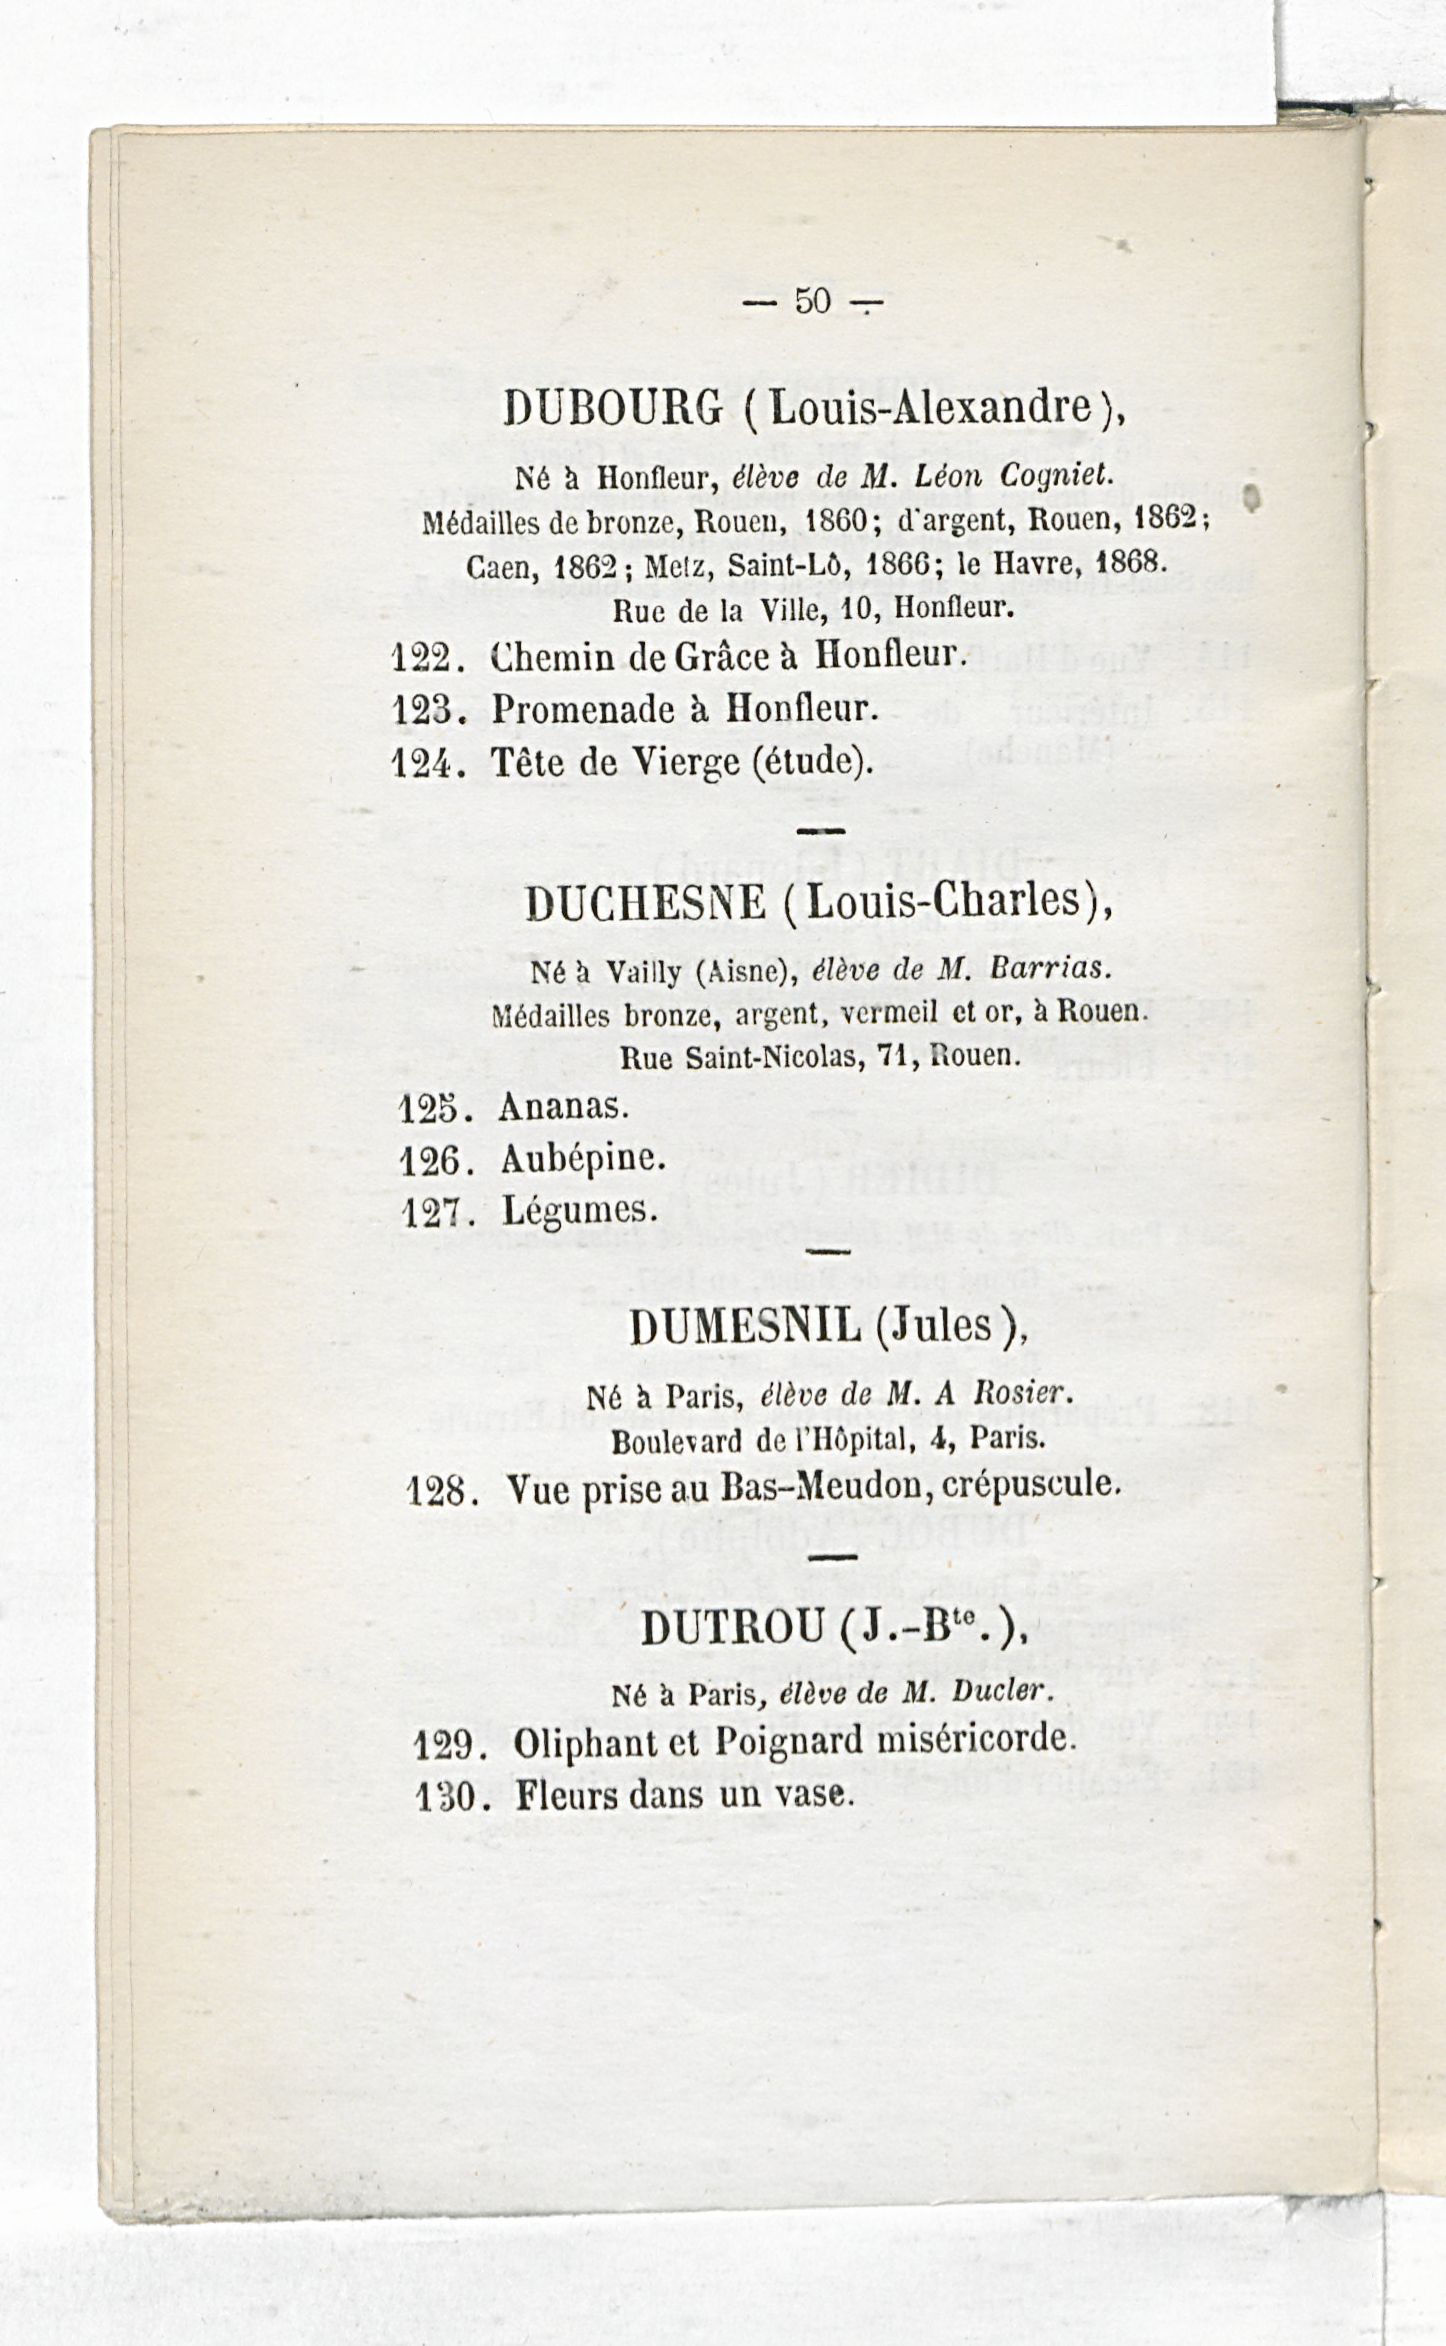 — 50 —
DUBOURG (Louis-Alexandre),
Né à Honfleur, élève de M. Léon Cogniet.
Médailles de bronze, Rouen, 1860; d'argent, Rouen, 1862;
Caen, 1862; Metz, Saint-Lô, 1866; le Havre, 1868.
Rue de la Ville, 10, Honfleur.
122. Chemin de Grâce à Honfleur.
123. Promenade à Honfleur.
124. Tête de Vierge (étude).
—
DUCHESNE (Louis-Charles),
Né à Vailly (Aisne), élève de M. Barrias.
Médailles bronze, argent, vermeil et or, à Rouen.
Rue Saint-Nicolas, 71, Rouen.
125. Ananas.
126. Aubépine.
127. Légumes.
—
DUMESNIL (Jules),
Né à Paris, élève de M. A Rosier.
Boulevard de l'Hôpital, 4, Paris.
128. Vue prise au Bas-Meudon, crépuscule.
—
DUTROU (J.-Bte.),
Né à Paris, élève de M. Ducler.
129. Oliphant et Poignard miséricorde.
130. Fleurs dans un vase.